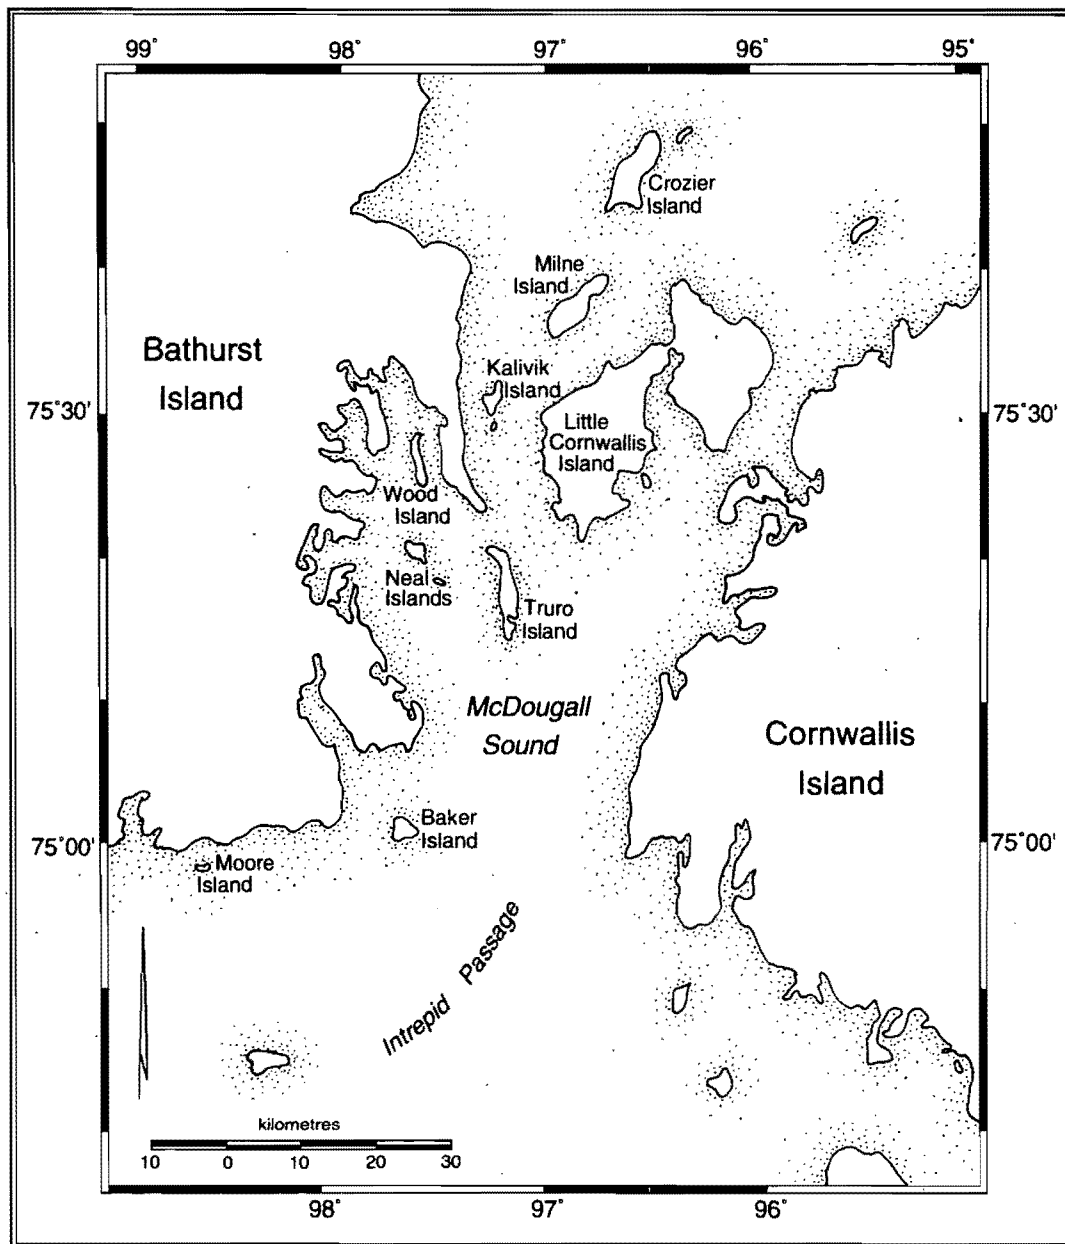 99° 98° 97° 96° 95°
Crozier
Island
Milne
Island
Bathurst
Island
Kalivik
Island
75°30'
75°30'
Little
Cornwallis
Island
Wood
Island
Neal
Islands
Truro
Island
McDougall
Sound
Cornwallis
Island
Baker
Island
75°00'
75°00'
Moore
Island
Intrepid Passage
kilometres
10 0 10 20 30
98° 97° 96°